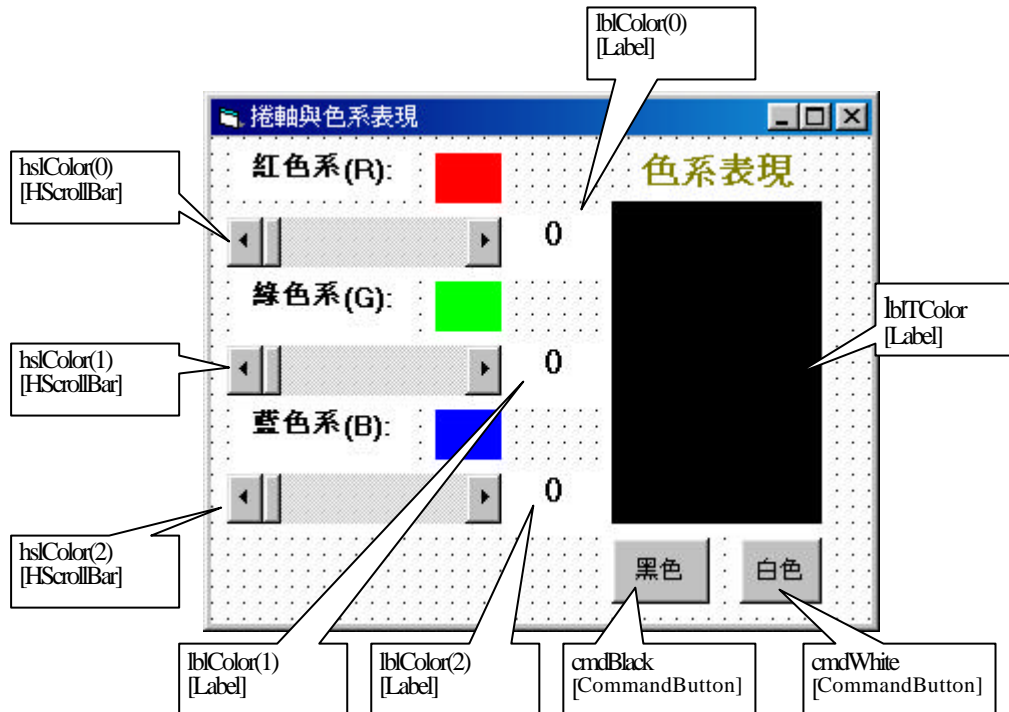 lblColor(0)
[Label]
捲軸與色系表現
hslColor(0)
[HScrollBar]
紅色系(R):
色系表現
0
綠色系(G):
lblTColor
[Label]
hslColor(1)
[HScrollBar]
0
藍色系(B):
0
hslColor(2)
[HScrollBar]
黑色
白色
lblColor(1)
[Label]
lblColor(2)
[Label]
cmdBlack
[CommandButton]
cmdWhite
[CommandButton]